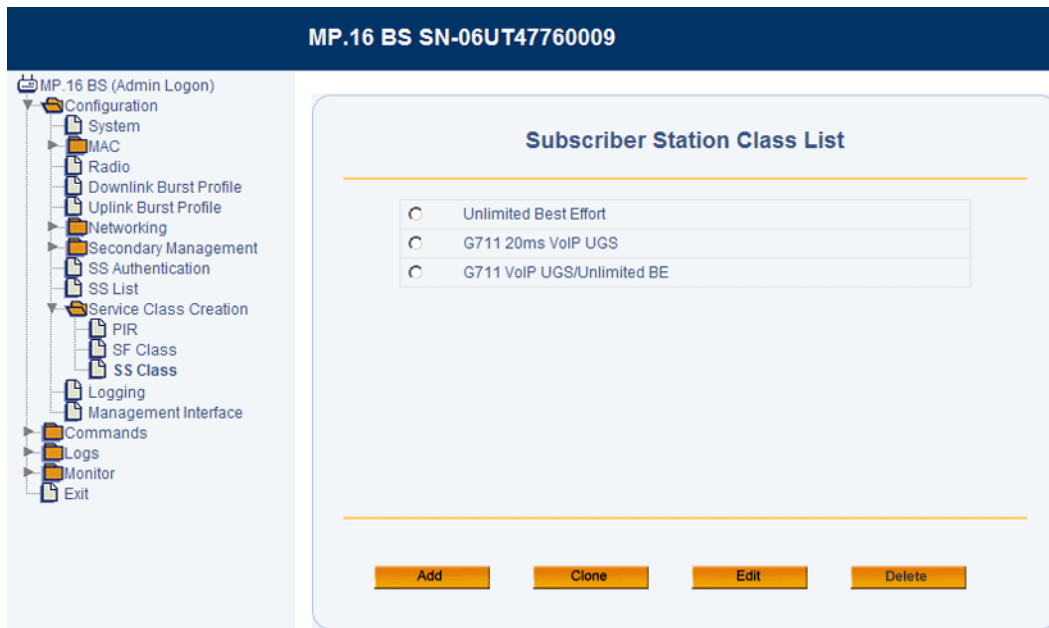 MP.16 BS SN-06UT47760009
MP.16 BS (Admin Logon)
Configuration
System
MAC
Radio
Downlink Burst Profile
Uplink Burst Profile
Networking
Secondary Management
SS Authentication
SS List
Service Class Creation
PIR
SF Class
SS Class
Logging
Management Interface
Commands
Logs
Monitor
Exit
Subscriber Station Class List
Unlimited Best Effort
G711 20ms VoIP UGS
G711 VoIP UGS/Unlimited BE
Add Clone Edit Delete